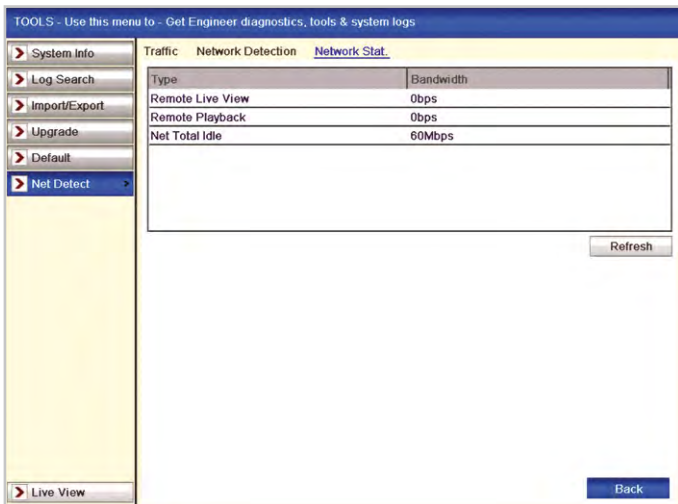 TOOLS - Use this menu to - Get Engineer diagnostics, tools & system logs
System Info
Log Search
Import/Export
Upgrade
Default
Net Detect
Live View
Traffic Network Detection Network Stat.
Type Bandwidth
Remote Live View 0bps
Remote Playback 0bps
Net Total Idle 60Mbps
Refresh
Back